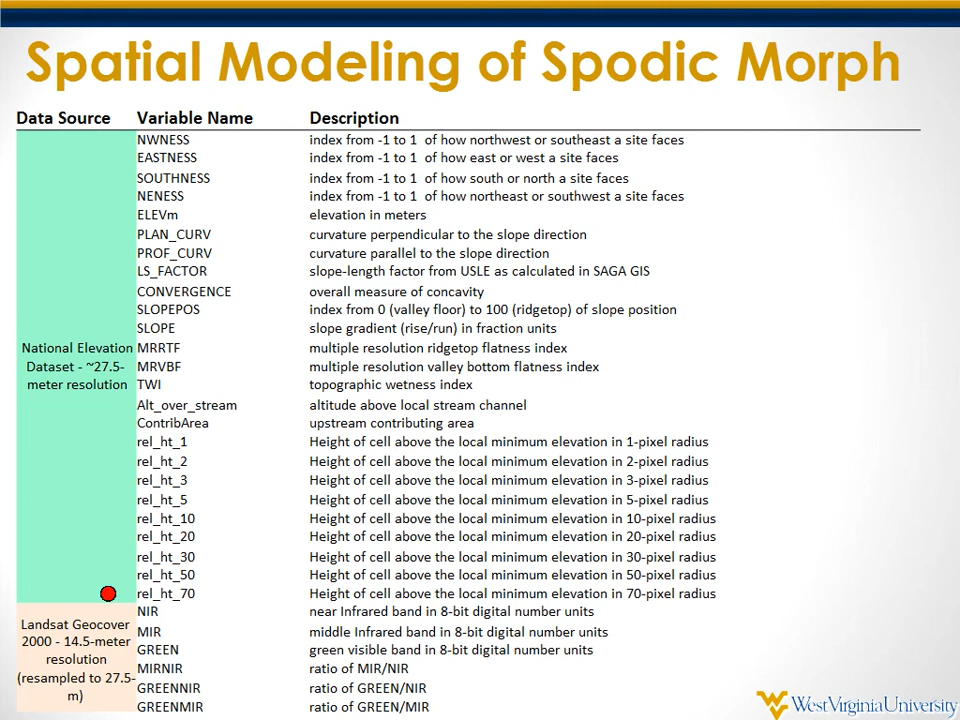 Spatial Modeling of Spodic Morph
Data Source Variable Name Description
NWNESS index from -1 to 1 of how northwest or southeast a site faces
EASTNESS index from -1 to 1 of how east or west a site faces
SOUTHNESS index from -1 to 1 of how south or north a site faces
NENESS index from -1 to 1 of how northeast or southwest a site faces
ELEVm elevation in meters
PLAN_CURV curvature perpendicular to the slope direction
PROF_CURV curvature parallel to the slope direction
LS_FACTOR slope-length factor from USLE as calculated in SAGA GIS
CONVERGENCE overall measure of concavity
SLOPEPOS index from 0 (valley floor) to 100 (ridgetop) of slope position
SLOPE slope gradient (rise/run) in fraction units
National Elevation MRRTF multiple resolution ridgetop flatness index
Dataset - ~27.5- MRVBF multiple resolution valley bottom flatness index
meter resolution TWI topographic wetness index
Alt_over_stream altitude above local stream channel
ContribArea upstream contributing area
rel_ht_1 Height of cell above the local minimum elevation in 1-pixel radius
rel_ht_2 Height of cell above the local minimum elevation in 2-pixel radius
rel_ht_3 Height of cell above the local minimum elevation in 3-pixel radius
rel_ht_5 Height of cell above the local minimum elevation in 5-pixel radius
rel_ht_10 Height of cell above the local minimum elevation in 10-pixel radius
rel_ht_20 Height of cell above the local minimum elevation in 20-pixel radius
rel_ht_30 Height of cell above the local minimum elevation in 30-pixel radius
rel_ht_50 Height of cell above the local minimum elevation in 50-pixel radius
rel_ht_70 Height of cell above the local minimum elevation in 70-pixel radius
NIR near Infrared band in 8-bit digital number units
Landsat Geocover
2000 - 14.5-meter MIR middle Infrared band in 8-bit digital number units
resolution GREEN green visible band in 8-bit digital number units
(resampled to 27.5- MIRNIR ratio of MIR/NIR
m) GREENNIR ratio of GREEN/NIR
GREENMIR ratio of GREEN/MIR
WestVirginiaUniversity